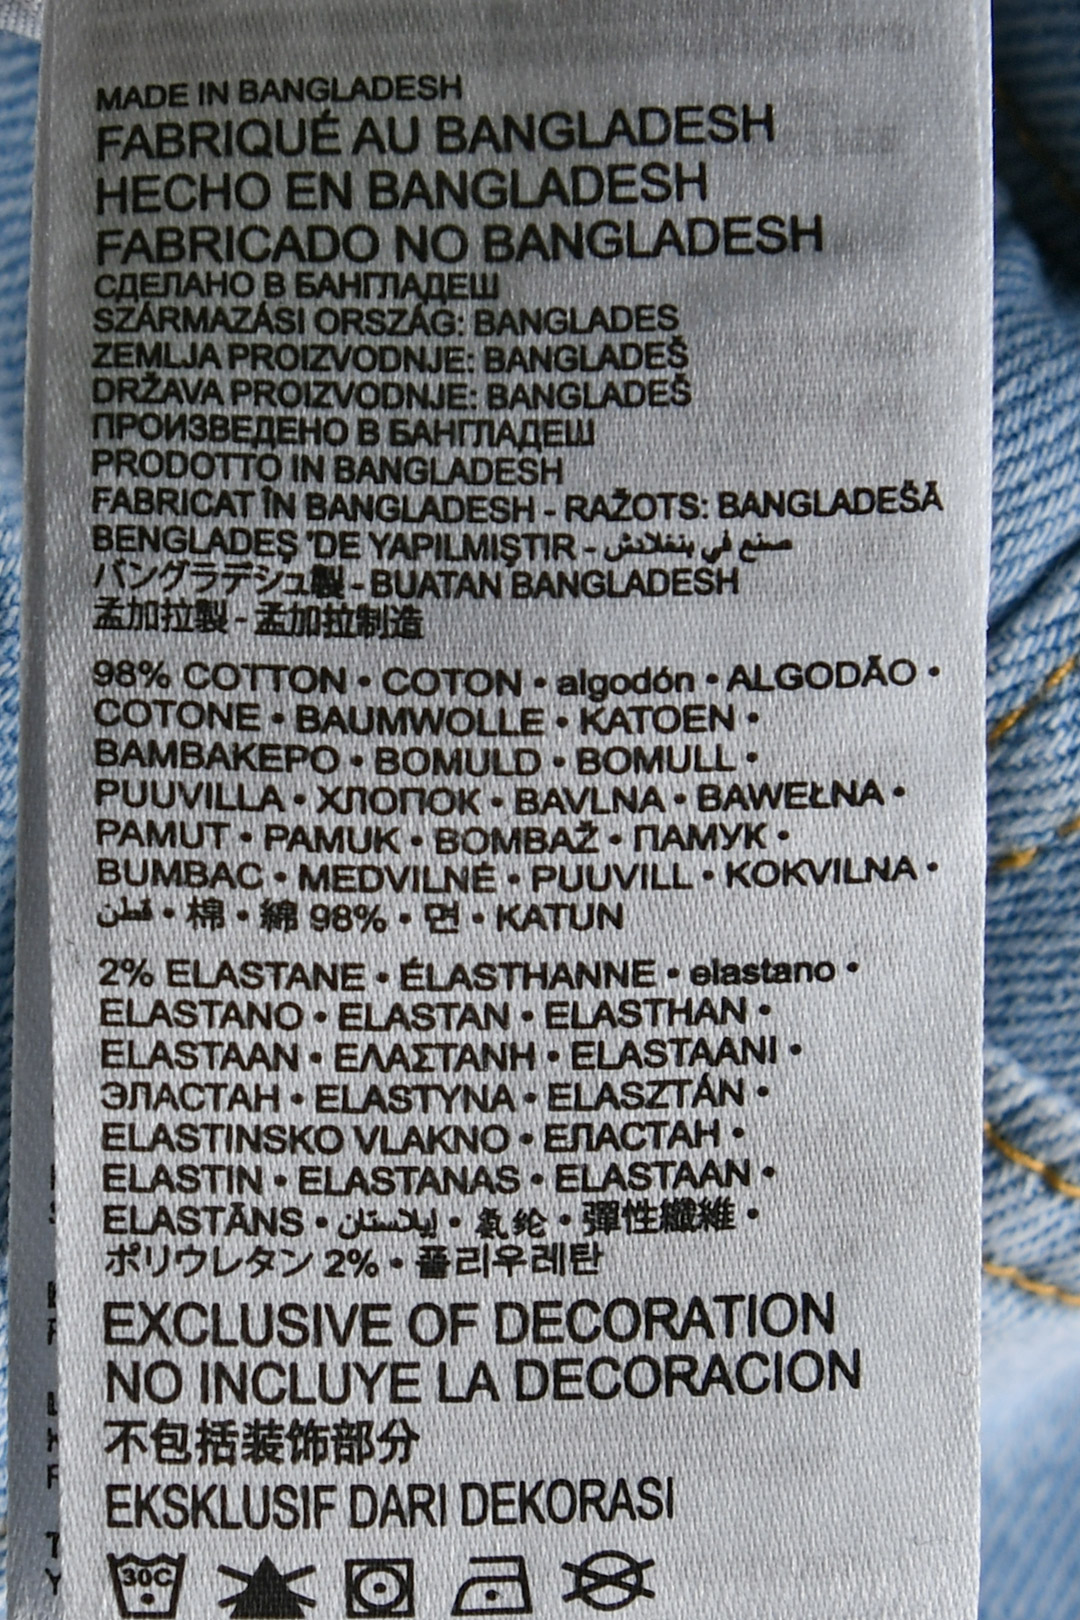 MADE IN BANGLADESH
FABRIQUÉ AU BANGLADESH
HECHO EN BANGLADESH
FABRICADO NO BANGLADESH
СДЕЛАНО В БАНГЛАДЕШ
SZÁRMAZÁSI ORSZÁG: BANGLADES
ZEMLJA PROIZVODNJE: BANGLADEŠ
DRŽAVA PROIZVODNJE: BANGLADEŠ
ПРОИЗВЕДЕНО В БАНГЛАДЕШ
PRODOTTO IN BANGLADESH
FABRICAT ÎN BANGLADESH - RAŽOTS: BANGLADEŠĀ
BENGLADEŞ 'DE YAPILMIŞTIR - صنع في بنغلادش
バングラデシュ製 - BUATAN BANGLADESH
孟加拉製 - 孟加拉制造
98% COTTON • COTON • algodón • ALGODÃO •
COTONE • BAUMWOLLE • KATOEN •
ΒΑΜΒΑΚΕΡΟ • BOMULD • BOMULL •
PUUVILLA • ХЛОПОК • BAVLNA • BAWEŁNA •
PAMUT • PAMUK • BOMBAŽ • ПАМУК •
BUMBAC • MEDVILNÉ • PUUVILL • KOKVILNA •
قطن • 棉 • 綿 98% • 면 • KATUN
2% ELASTANE • ÉLASTHANNE • elastano •
ELASTANO • ELASTAN • ELASTHAN •
ELASTAAN • ΕΛΑΣΤΑΝΗ • ELASTAANI •
ЭЛАСТАН • ELASTYNA • ELASZTÁN •
ELASTINSKO VLAKNO • ЕЛАСТАН •
ELASTIN • ELASTANAS • ELASTAAN •
ELASTĀNS • إيلاستان • 氨纶 • 彈性纖維 •
ポリウレタン 2% • 폴리우레탄
EXCLUSIVE OF DECORATION
NO INCLUYE LA DECORACION
不包括装饰部分
EKSKLUSIF DARI DEKORASI
30C